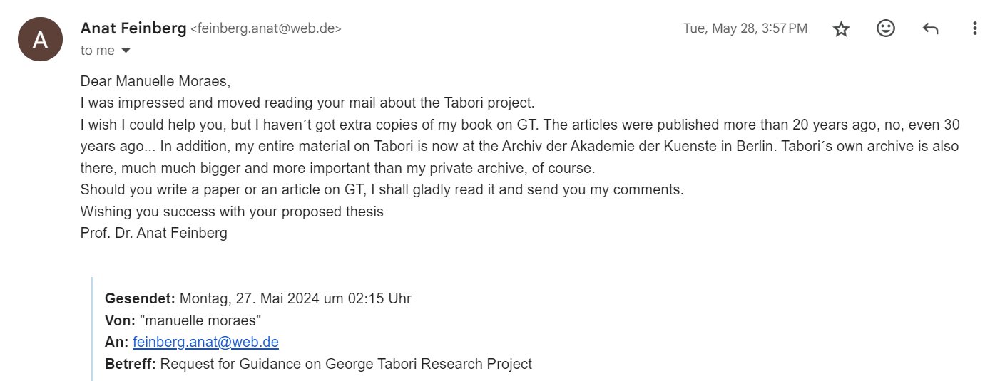 A
Anat Feinberg <feinberg.anat@web.de>
Tue, May 28, 3:57 PM
to me
Dear Manuelle Moraes,
I was impressed and moved reading your mail about the Tabori project.
I wish I could help you, but I haven´t got extra copies of my book on GT. The articles were published more than 20 years ago, no, even 30
years ago... In addition, my entire material on Tabori is now at the Archiv der Akademie der Kuenste in Berlin. Tabori´s own archive is also
there, much much bigger and more important than my private archive, of course.
Should you write a paper or an article on GT, I shall gladly read it and send you my comments.
Wishing you success with your proposed thesis
Prof. Dr. Anat Feinberg
Gesendet: Montag, 27. Mai 2024 um 02:15 Uhr
Von: "manuelle moraes"
An: feinberg.anat@web.de
Betreff: Request for Guidance on George Tabori Research Project